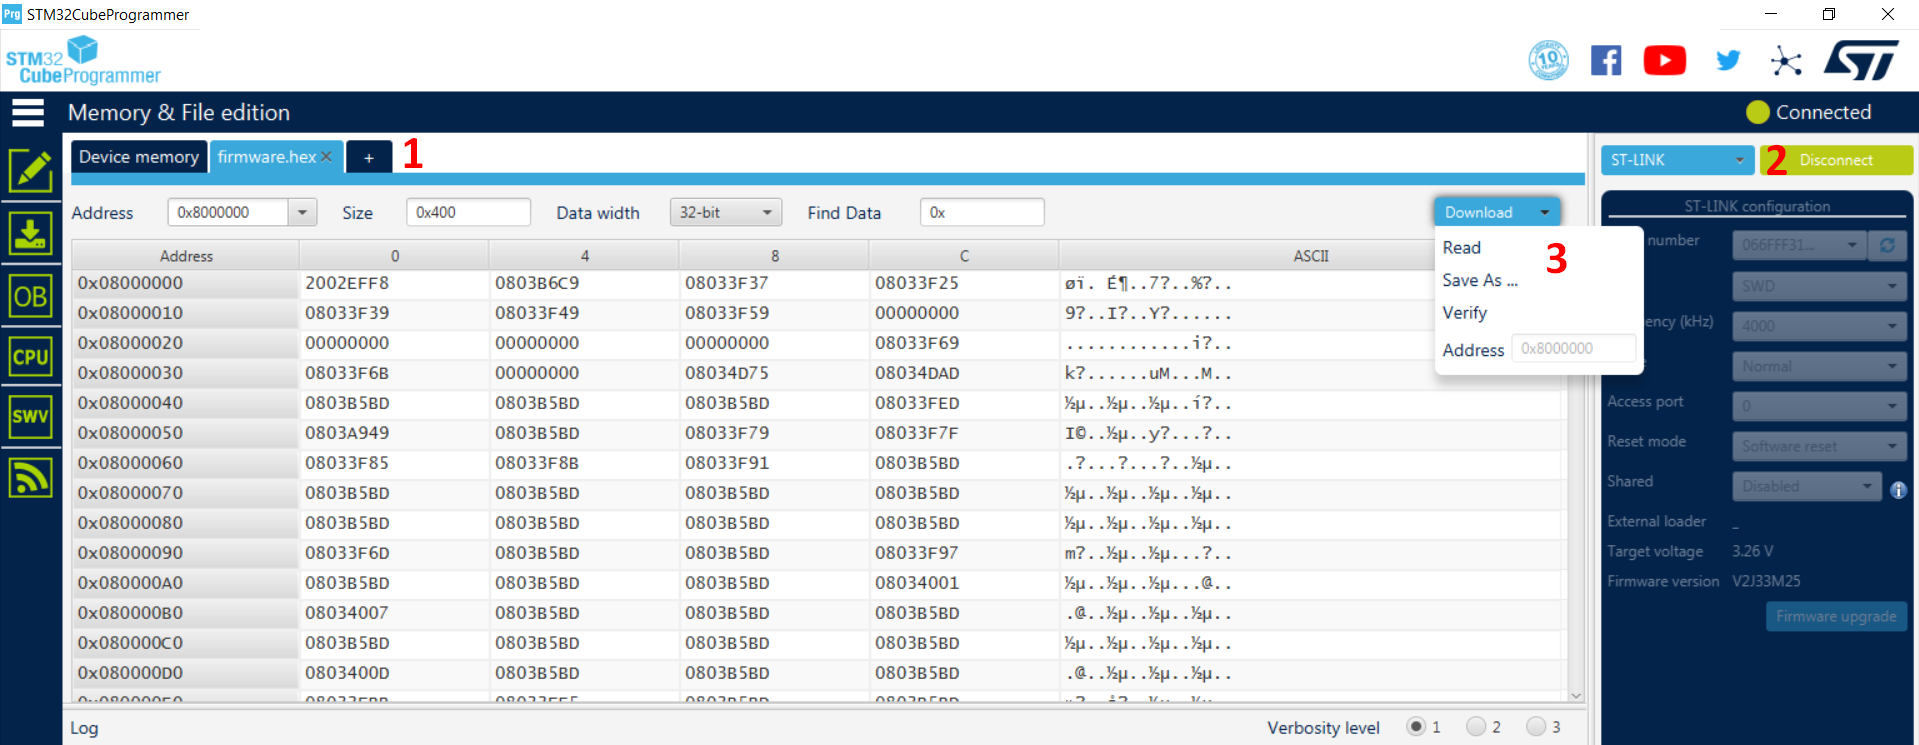 Prg STM32CubeProgrammer
STM32
CubeProgrammer
10
ST
Memory & File edition
Connected
Device memory firmware.hex + 1
ST-LINK 2 Disconnect
Address 0x8000000 Size 0x400 Data width 32-bit Find Data 0x Download
ST-LINK configuration
Read 3
Save As ...
Verify
Address 0x8000000
number 066FFF31...
SWD
ency (kHz) 4000
Normal
Access port 0
Reset mode Software reset
Shared Disabled
External loader _
Target voltage 3.26 V
Firmware version V2J33M25
Firmware upgrade
Address 0 4 8 C ASCII
0x08000000 2002EFF8 0803B6C9 08033F37 08033F25 øï. É¶..7?..%?..
0x08000010 08033F39 08033F49 08033F59 00000000 9?..I?..Y?......
0x08000020 00000000 00000000 00000000 08033F69 ............i?..
0x08000030 08033F6B 00000000 08034D75 08034DAD k?......uM...M..
0x08000040 0803B5BD 0803B5BD 0803B5BD 08033FED ½µ..½µ..½µ..í?..
0x08000050 0803A949 0803B5BD 08033F79 08033F7F I©..½µ..y?...?..
0x08000060 08033F85 08033F8B 08033F91 0803B5BD .?...?...?..½µ..
0x08000070 0803B5BD 0803B5BD 0803B5BD 0803B5BD ½µ..½µ..½µ..½µ..
0x08000080 0803B5BD 0803B5BD 0803B5BD 0803B5BD ½µ..½µ..½µ..½µ..
0x08000090 08033F6D 0803B5BD 0803B5BD 08033F97 m?..½µ..½µ...?..
0x080000A0 0803B5BD 0803B5BD 0803B5BD 08034001 ½µ..½µ..½µ...@..
0x080000B0 08034007 0803B5BD 0803B5BD 0803B5BD .@..½µ..½µ..½µ..
0x080000C0 0803B5BD 0803B5BD 0803B5BD 0803B5BD ½µ..½µ..½µ..½µ..
0x080000D0 0803400D 0803B5BD 0803B5BD 0803B5BD .@..½µ..½µ..½µ..
Log Verbosity level 1 2 3
OB
CPU
SWV